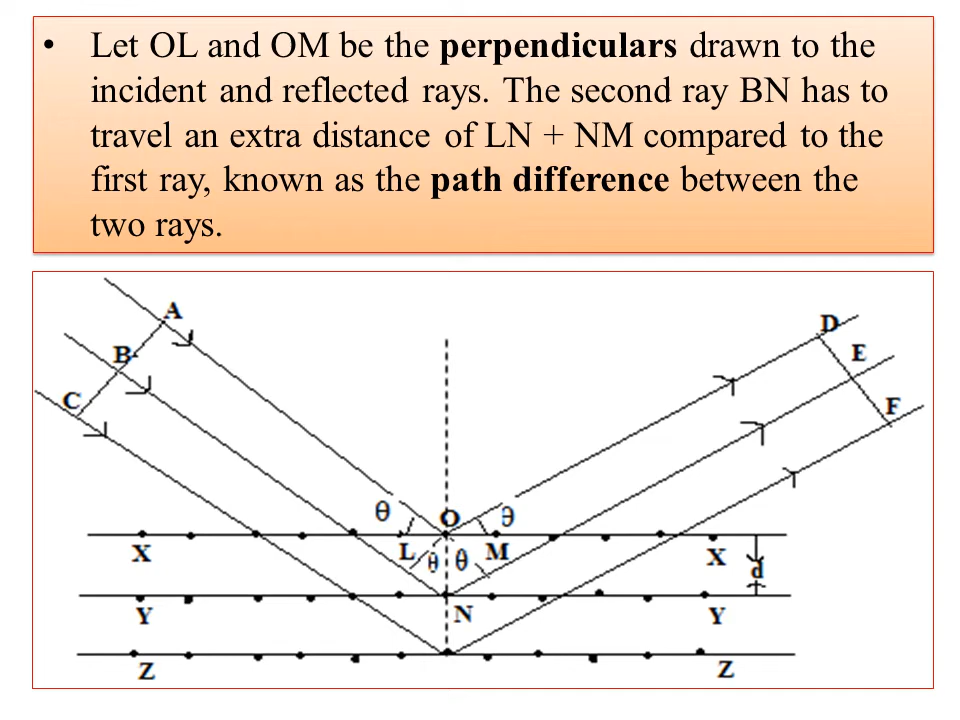 • Let OL and OM be the perpendiculars drawn to the
incident and reflected rays. The second ray BN has to
travel an extra distance of LN + NM compared to the
first ray, known as the path difference between the
two rays.
A
B
C
D
E
F
θ O θ
L θ θ M
X X
d
Y N Y
Z Z